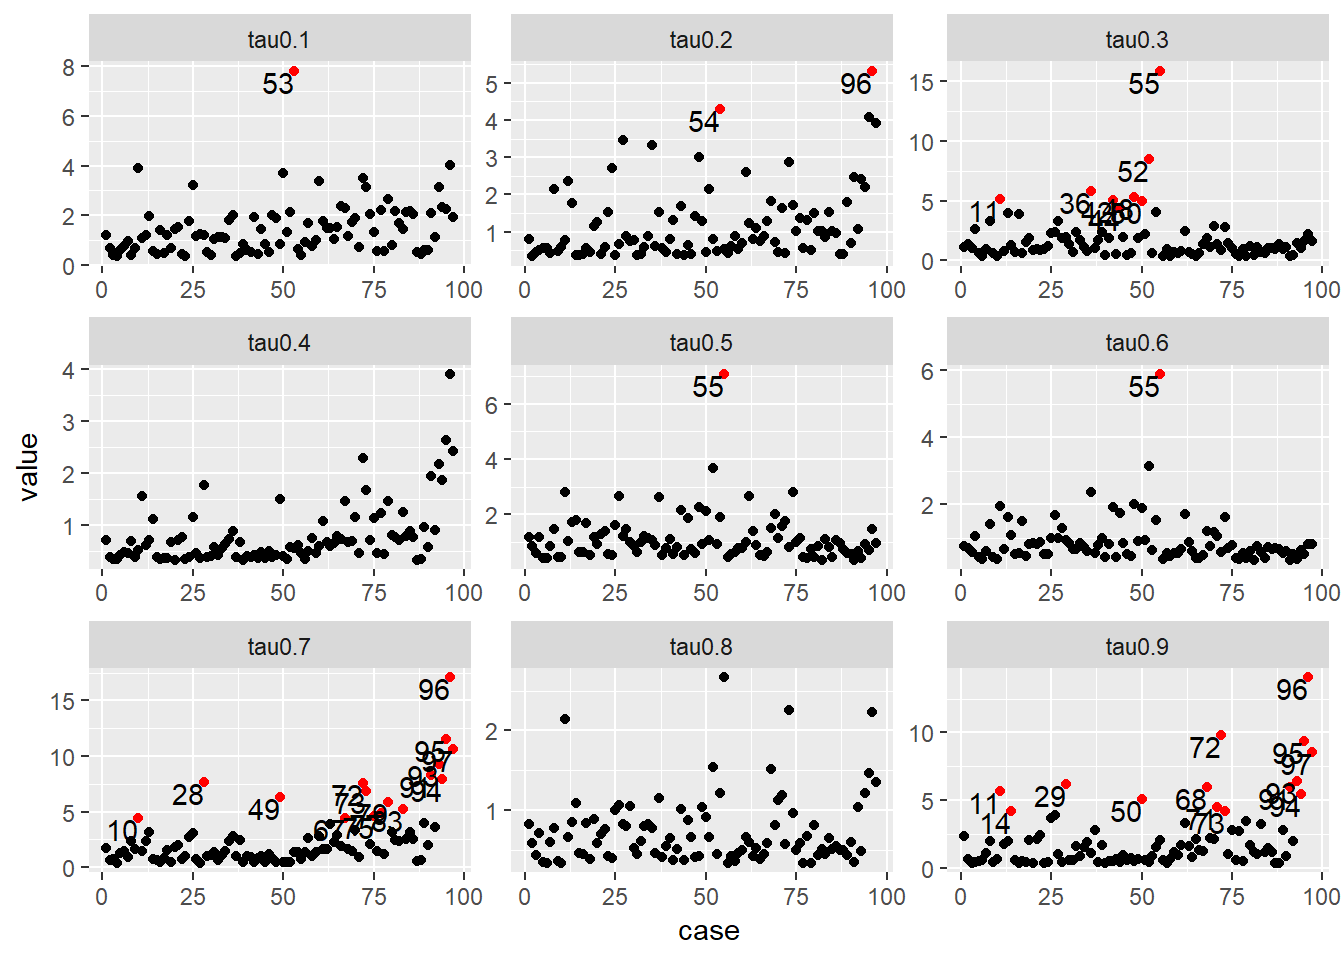 tau0.1 tau0.2 tau0.3
8 6 4 2 0
53
0 25 50 75 100
5 4 3 2 1
54 96
0 25 50 75 100
15 10 5 0
11 36 52 55
0 25 50 75 100
tau0.4 tau0.5 tau0.6
4 3 2 1
0 25 50 75 100
6 4 2
55
0 25 50 75 100
6 4 2
55
0 25 50 75 100
value
tau0.7 tau0.8 tau0.9
15 10 5 0
10 28 49 72 95 96 97 94
0 25 50 75 100
2 1
0 25 50 75 100
10 5 0
11 14 29 50 68 72 73 95 96 97 94
0 25 50 75 100
case